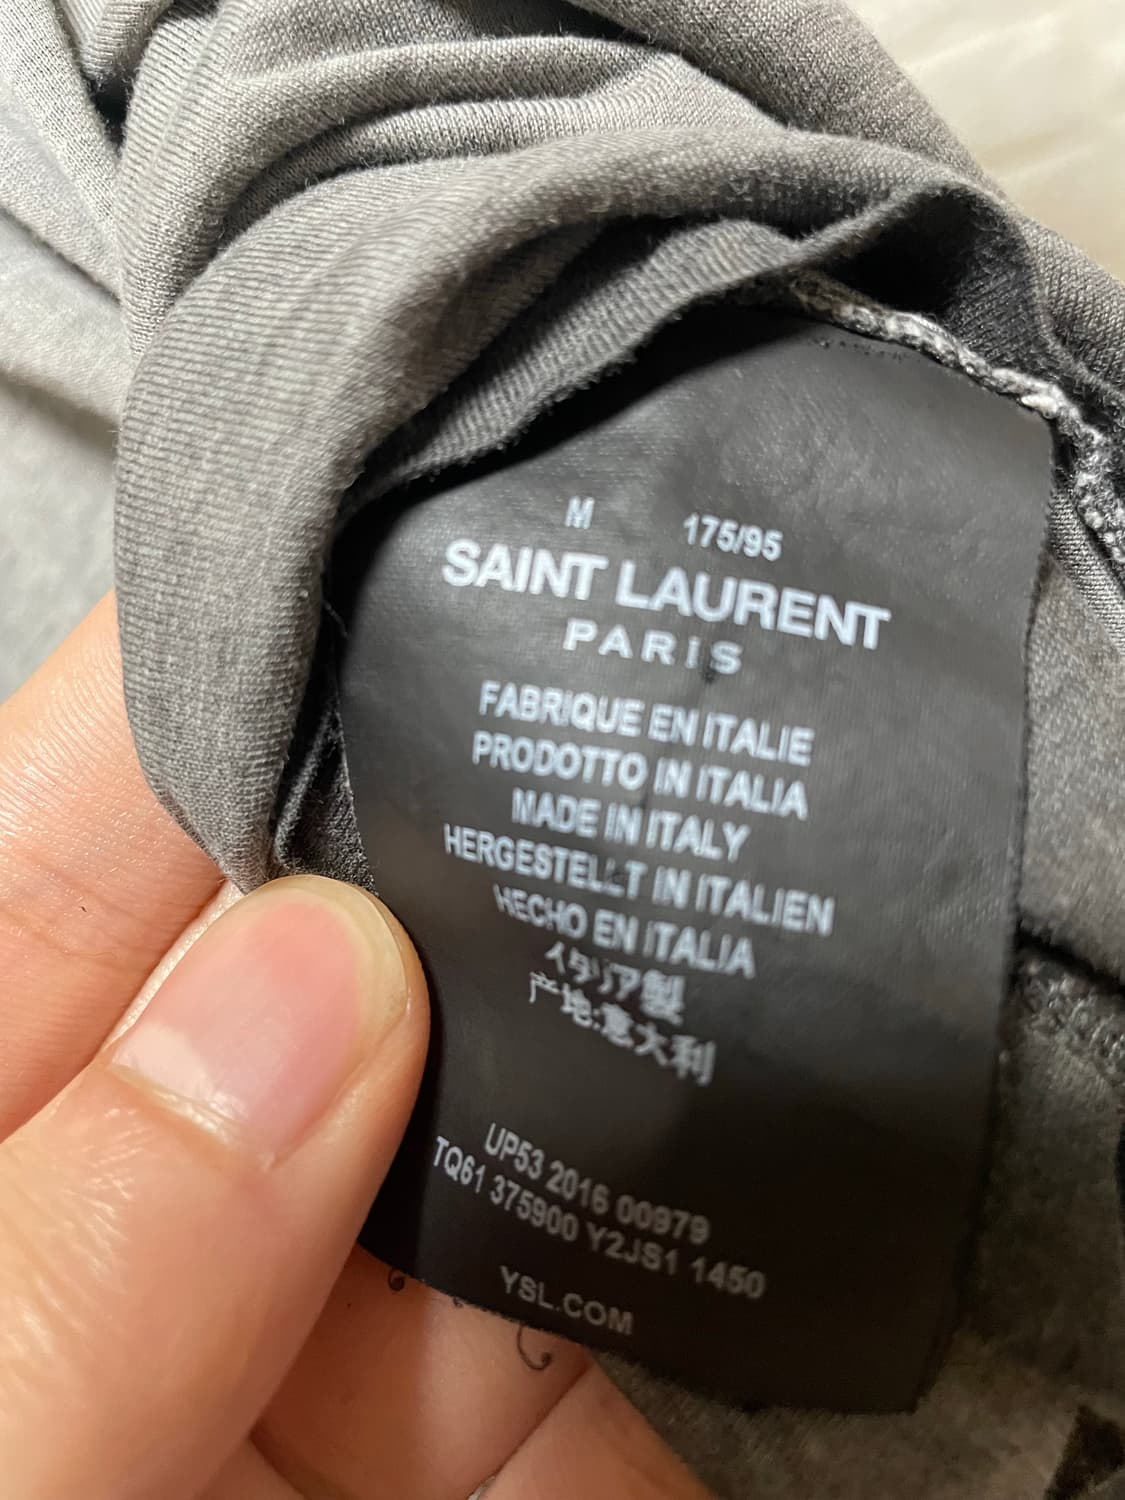 M 175/95
SAINT LAURENT
PARIS
FABRIQUE EN ITALIE
PRODOTTO IN ITALIA
MADE IN ITALY
HERGESTELLT IN ITALIEN
HECHO EN ITALIA
イタリア製
产地:意大利
UP53 2016 00979
TQ61 375900 Y2JS1 1450
YSL.COM